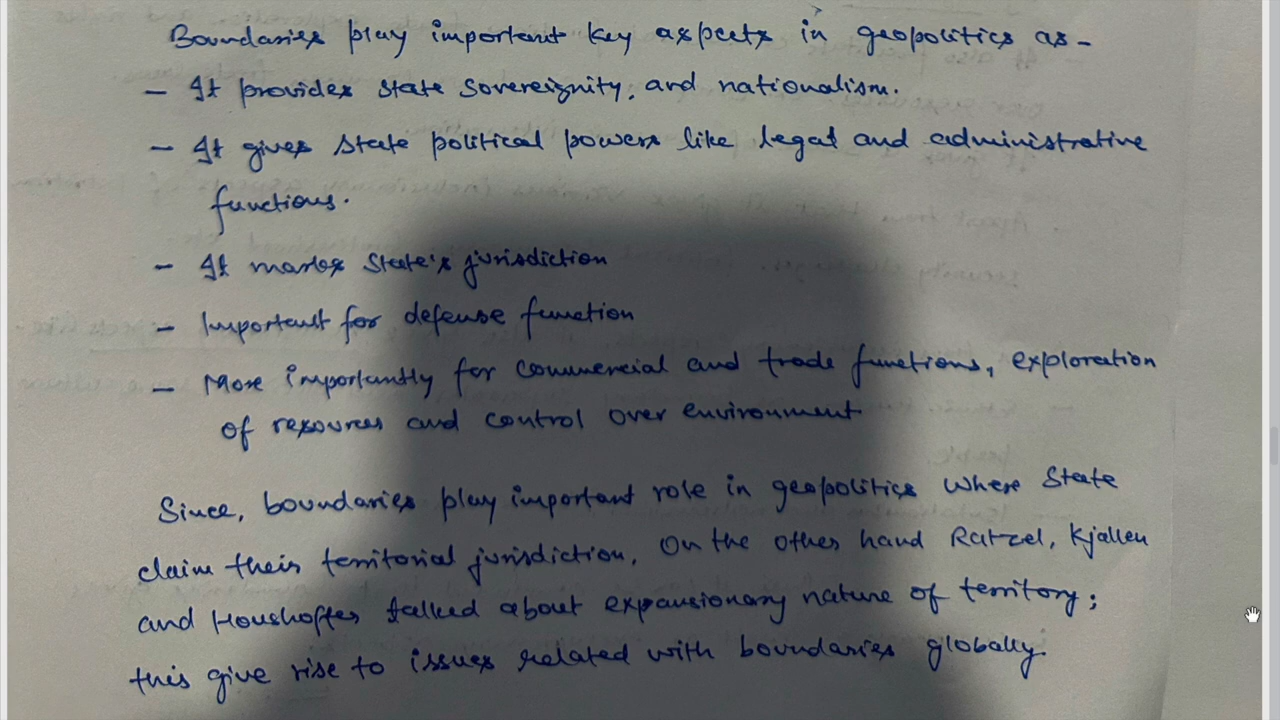 Boundaries play important key aspects in geopolitics as -
- It provides state sovereignity, and nationalism.
- It gives state political powers like legal and administrative
functions.
- It marks state's jurisdiction
- Important for defense function
- More importantly for commercial and trade functions, exploration
of resources and control over environment
Since, boundaries play important role in geopolitics where state
claim their territorial jurisdiction. On the other hand Ratzel, Kjallen
and Houshoffer talked about expansionary nature of territory;
this give rise to issues related with boundaries globally.